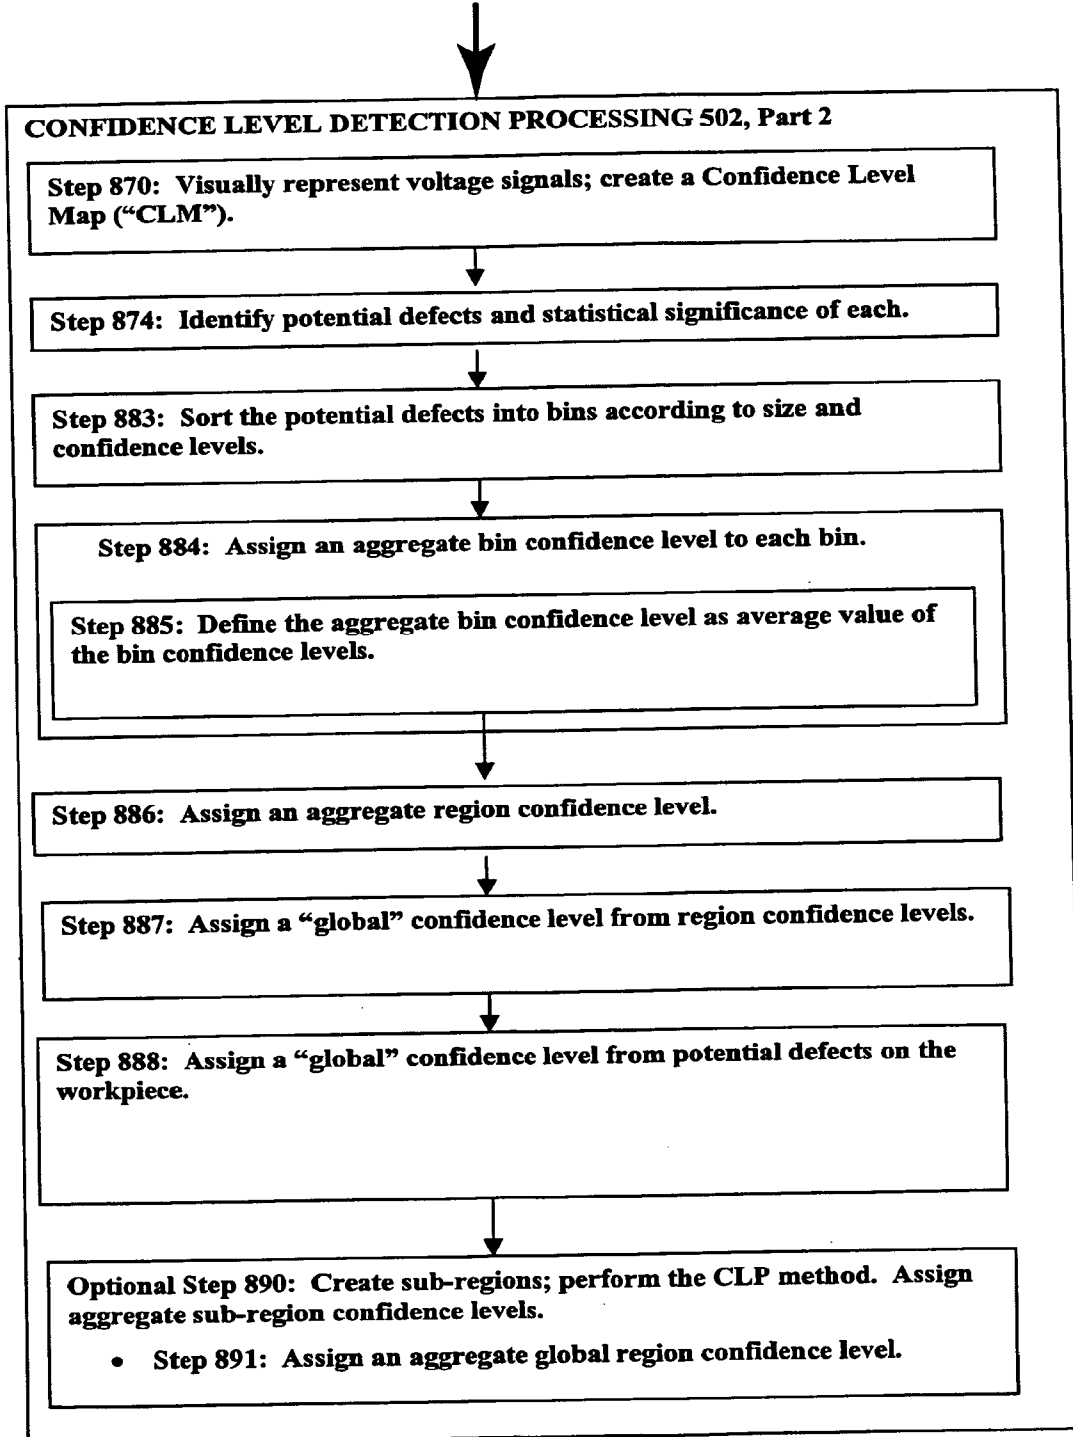 CONFIDENCE LEVEL DETECTION PROCESSING 502, Part 2
Step 870: Visually represent voltage signals; create a Confidence Level
Map (“CLM”).
Step 874: Identify potential defects and statistical significance of each.
Step 883: Sort the potential defects into bins according to size and
confidence levels.
Step 884: Assign an aggregate bin confidence level to each bin.
Step 885: Define the aggregate bin confidence level as average value of
the bin confidence levels.
Step 886: Assign an aggregate region confidence level.
Step 887: Assign a “global” confidence level from region confidence levels.
Step 888: Assign a “global” confidence level from potential defects on the
workpiece.
Optional Step 890: Create sub-regions; perform the CLP method. Assign
aggregate sub-region confidence levels.
• Step 891: Assign an aggregate global region confidence level.